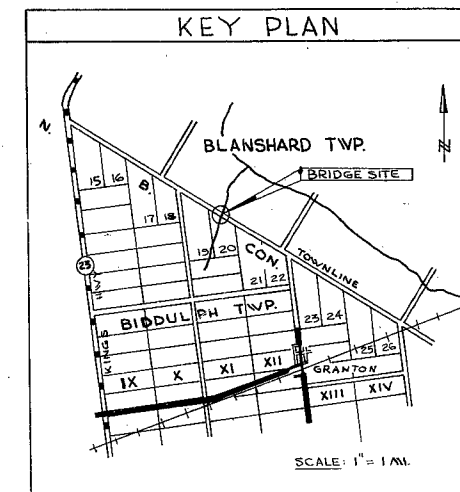 KEY PLAN
N.
BLANSHARD TWP.
BRIDGE SITE
N
15 16
B.
17 18
19 20
CON.
TOWNLINE
21 22
23
HWY
KINGS
BIDDULPH TWP.
23 24
25 26
GRANTON
IX X XI XII
XIII XIV
SCALE: 1" = 1 MI.